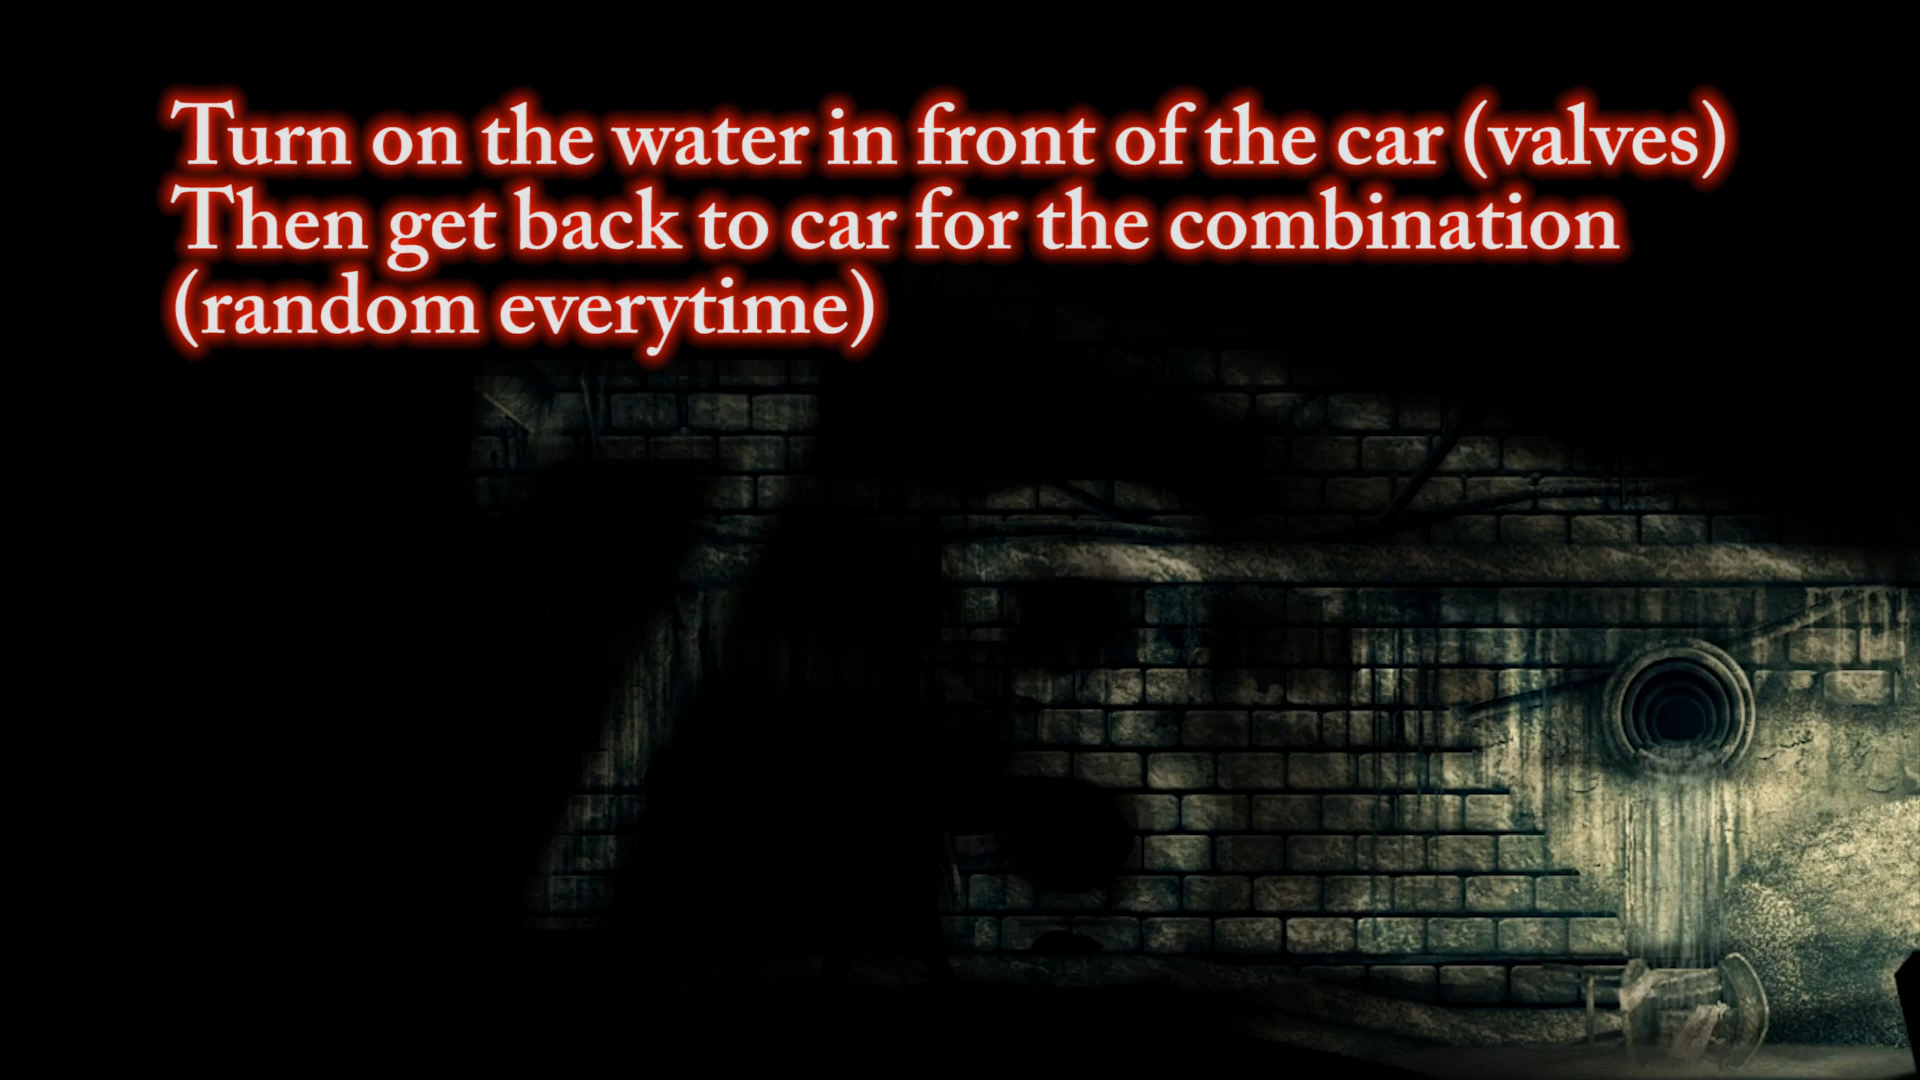 Turn on the water in front of the car (valves)
Then get back to car for the combination
(random everytime)